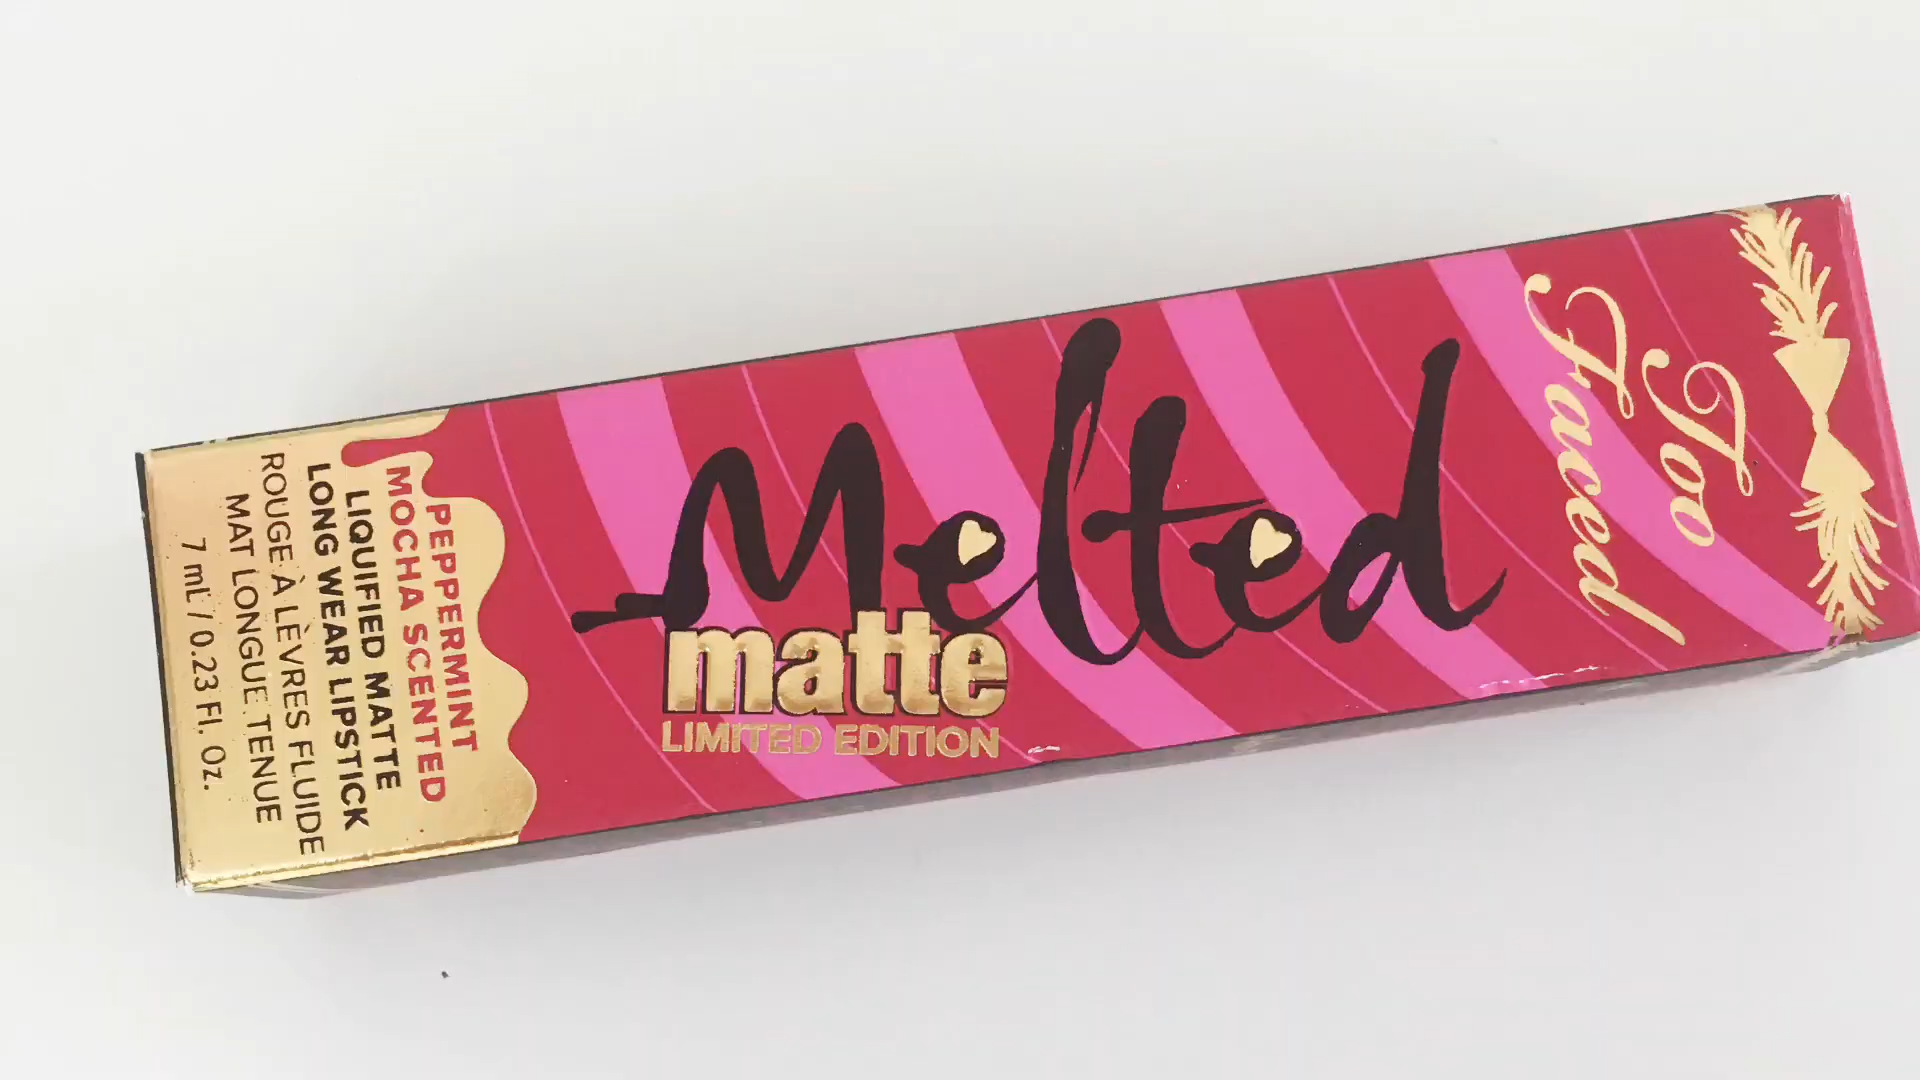 Too
Faced
Melted
matte
LIMITED EDITION
PEPPERMINT
MOCHA SCENTED
LIQUIFIED MATTE
LONG WEAR LIPSTICK
ROUGE À LÈVRES FLUIDE
MAT LONGUE TENUE
7 mL / 0.23 Fl. Oz.